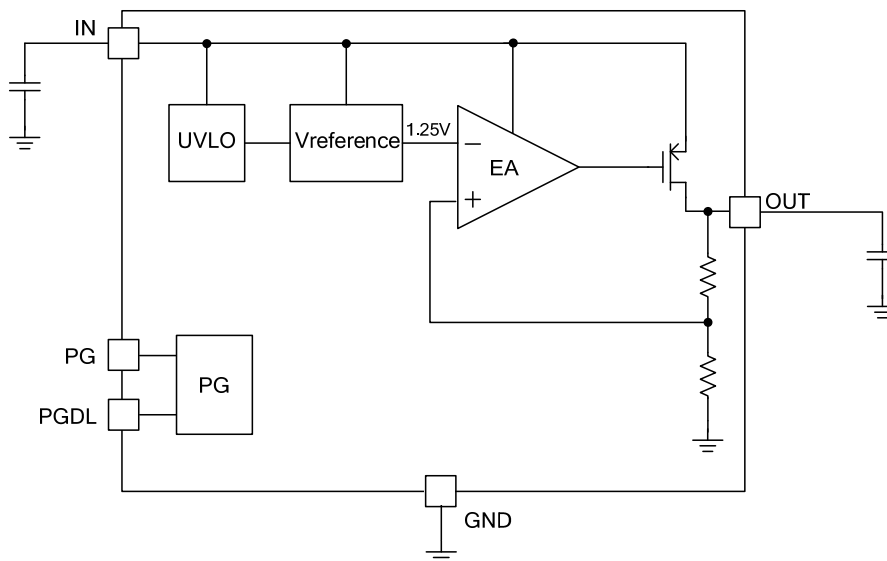 IN
UVLO
Vreference
1.25V
−
EA
+
OUT
PG
PG
PGDL
GND